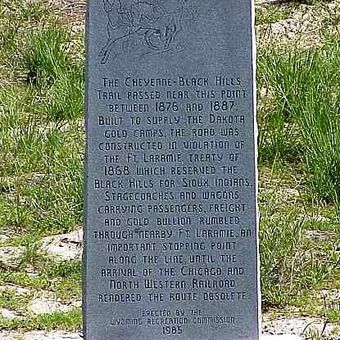 The Cheyenne-Black Hills
Trail passed near this point
between 1876 and 1887.
Built to supply the Dakota
gold camps, the road was
constructed in violation of
the Ft. Laramie Treaty of
1868 which reserved the
Black Hills for Sioux Indians.
Stagecoaches and wagons
carrying passengers, freight
and gold bullion rumbled
through nearby Ft. Laramie, an
important stopping point
along the line until the
arrival of the Chicago and
North Western Railroad
rendered the route obsolete.
Erected by the
Wyoming Recreation Commission
1985